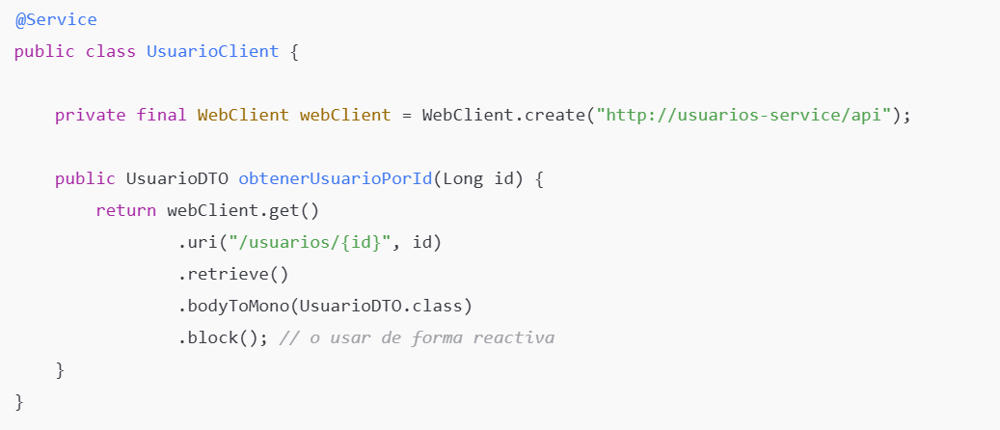 @Service
public class UsuarioClient {
    private final WebClient webClient = WebClient.create("http://usuarios-service/api");
    public UsuarioDTO obtenerUsuarioPorId(Long id) {
        return webClient.get()
                .uri("/usuarios/{id}", id)
                .retrieve()
                .bodyToMono(UsuarioDTO.class)
                .block(); // o usar de forma reactiva
    }
}